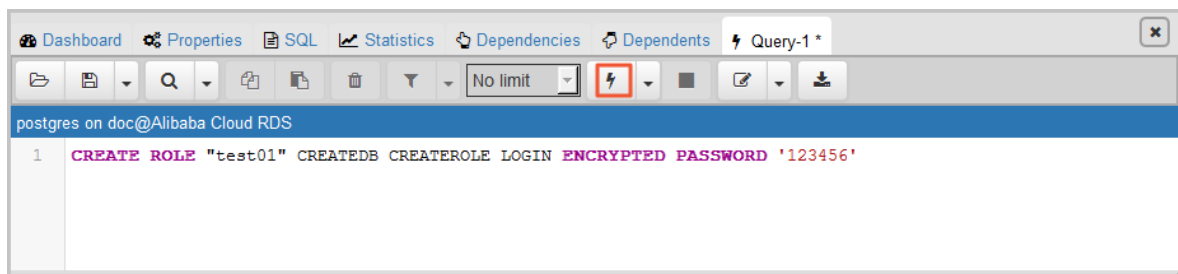 Dashboard Properties SQL Statistics Dependencies Dependents Query-1 *
No limit
postgres on doc@Alibaba Cloud RDS
1 CREATE ROLE "test01" CREATEDB CREATEROLE LOGIN ENCRYPTED PASSWORD '123456'